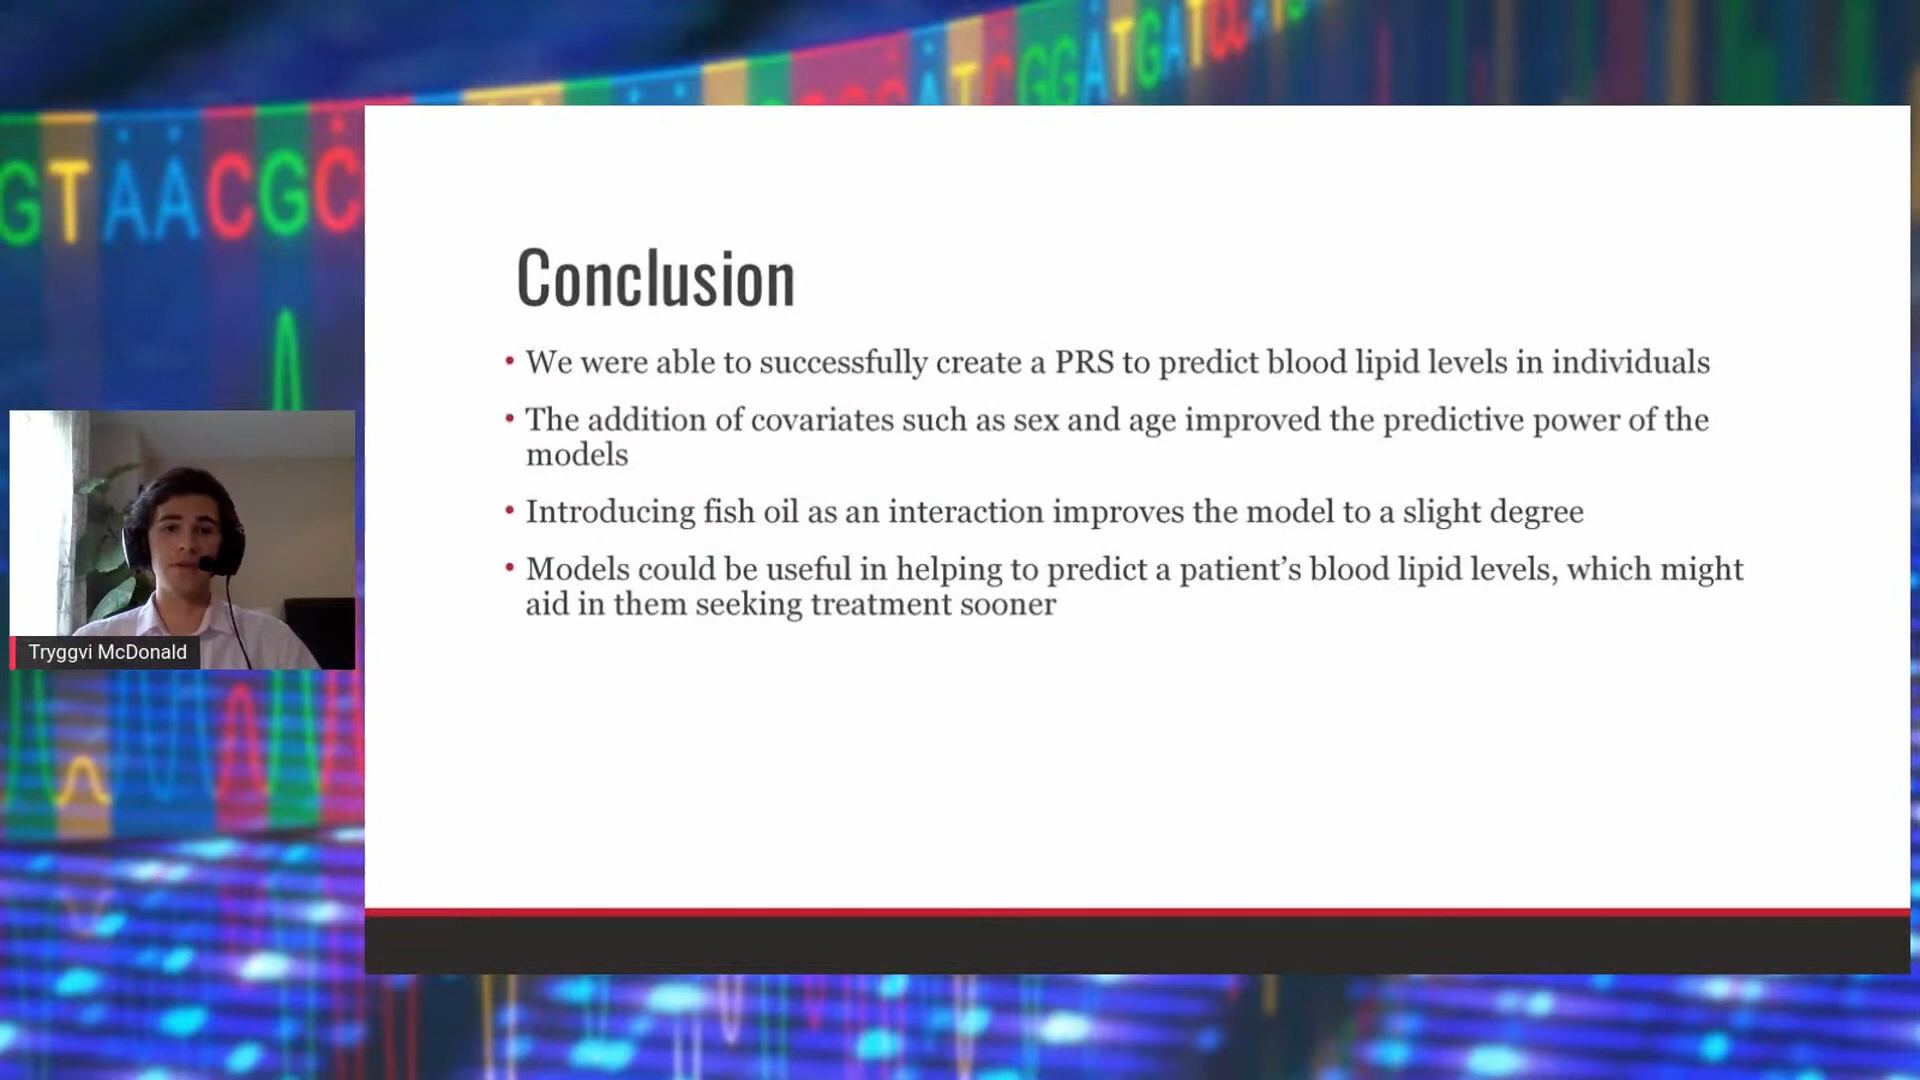 GTAACGC
ATCGGATGAT
Conclusion
• We were able to successfully create a PRS to predict blood lipid levels in individuals
• The addition of covariates such as sex and age improved the predictive power of the
models
• Introducing fish oil as an interaction improves the model to a slight degree
• Models could be useful in helping to predict a patient’s blood lipid levels, which might
aid in them seeking treatment sooner
Tryggvi McDonald